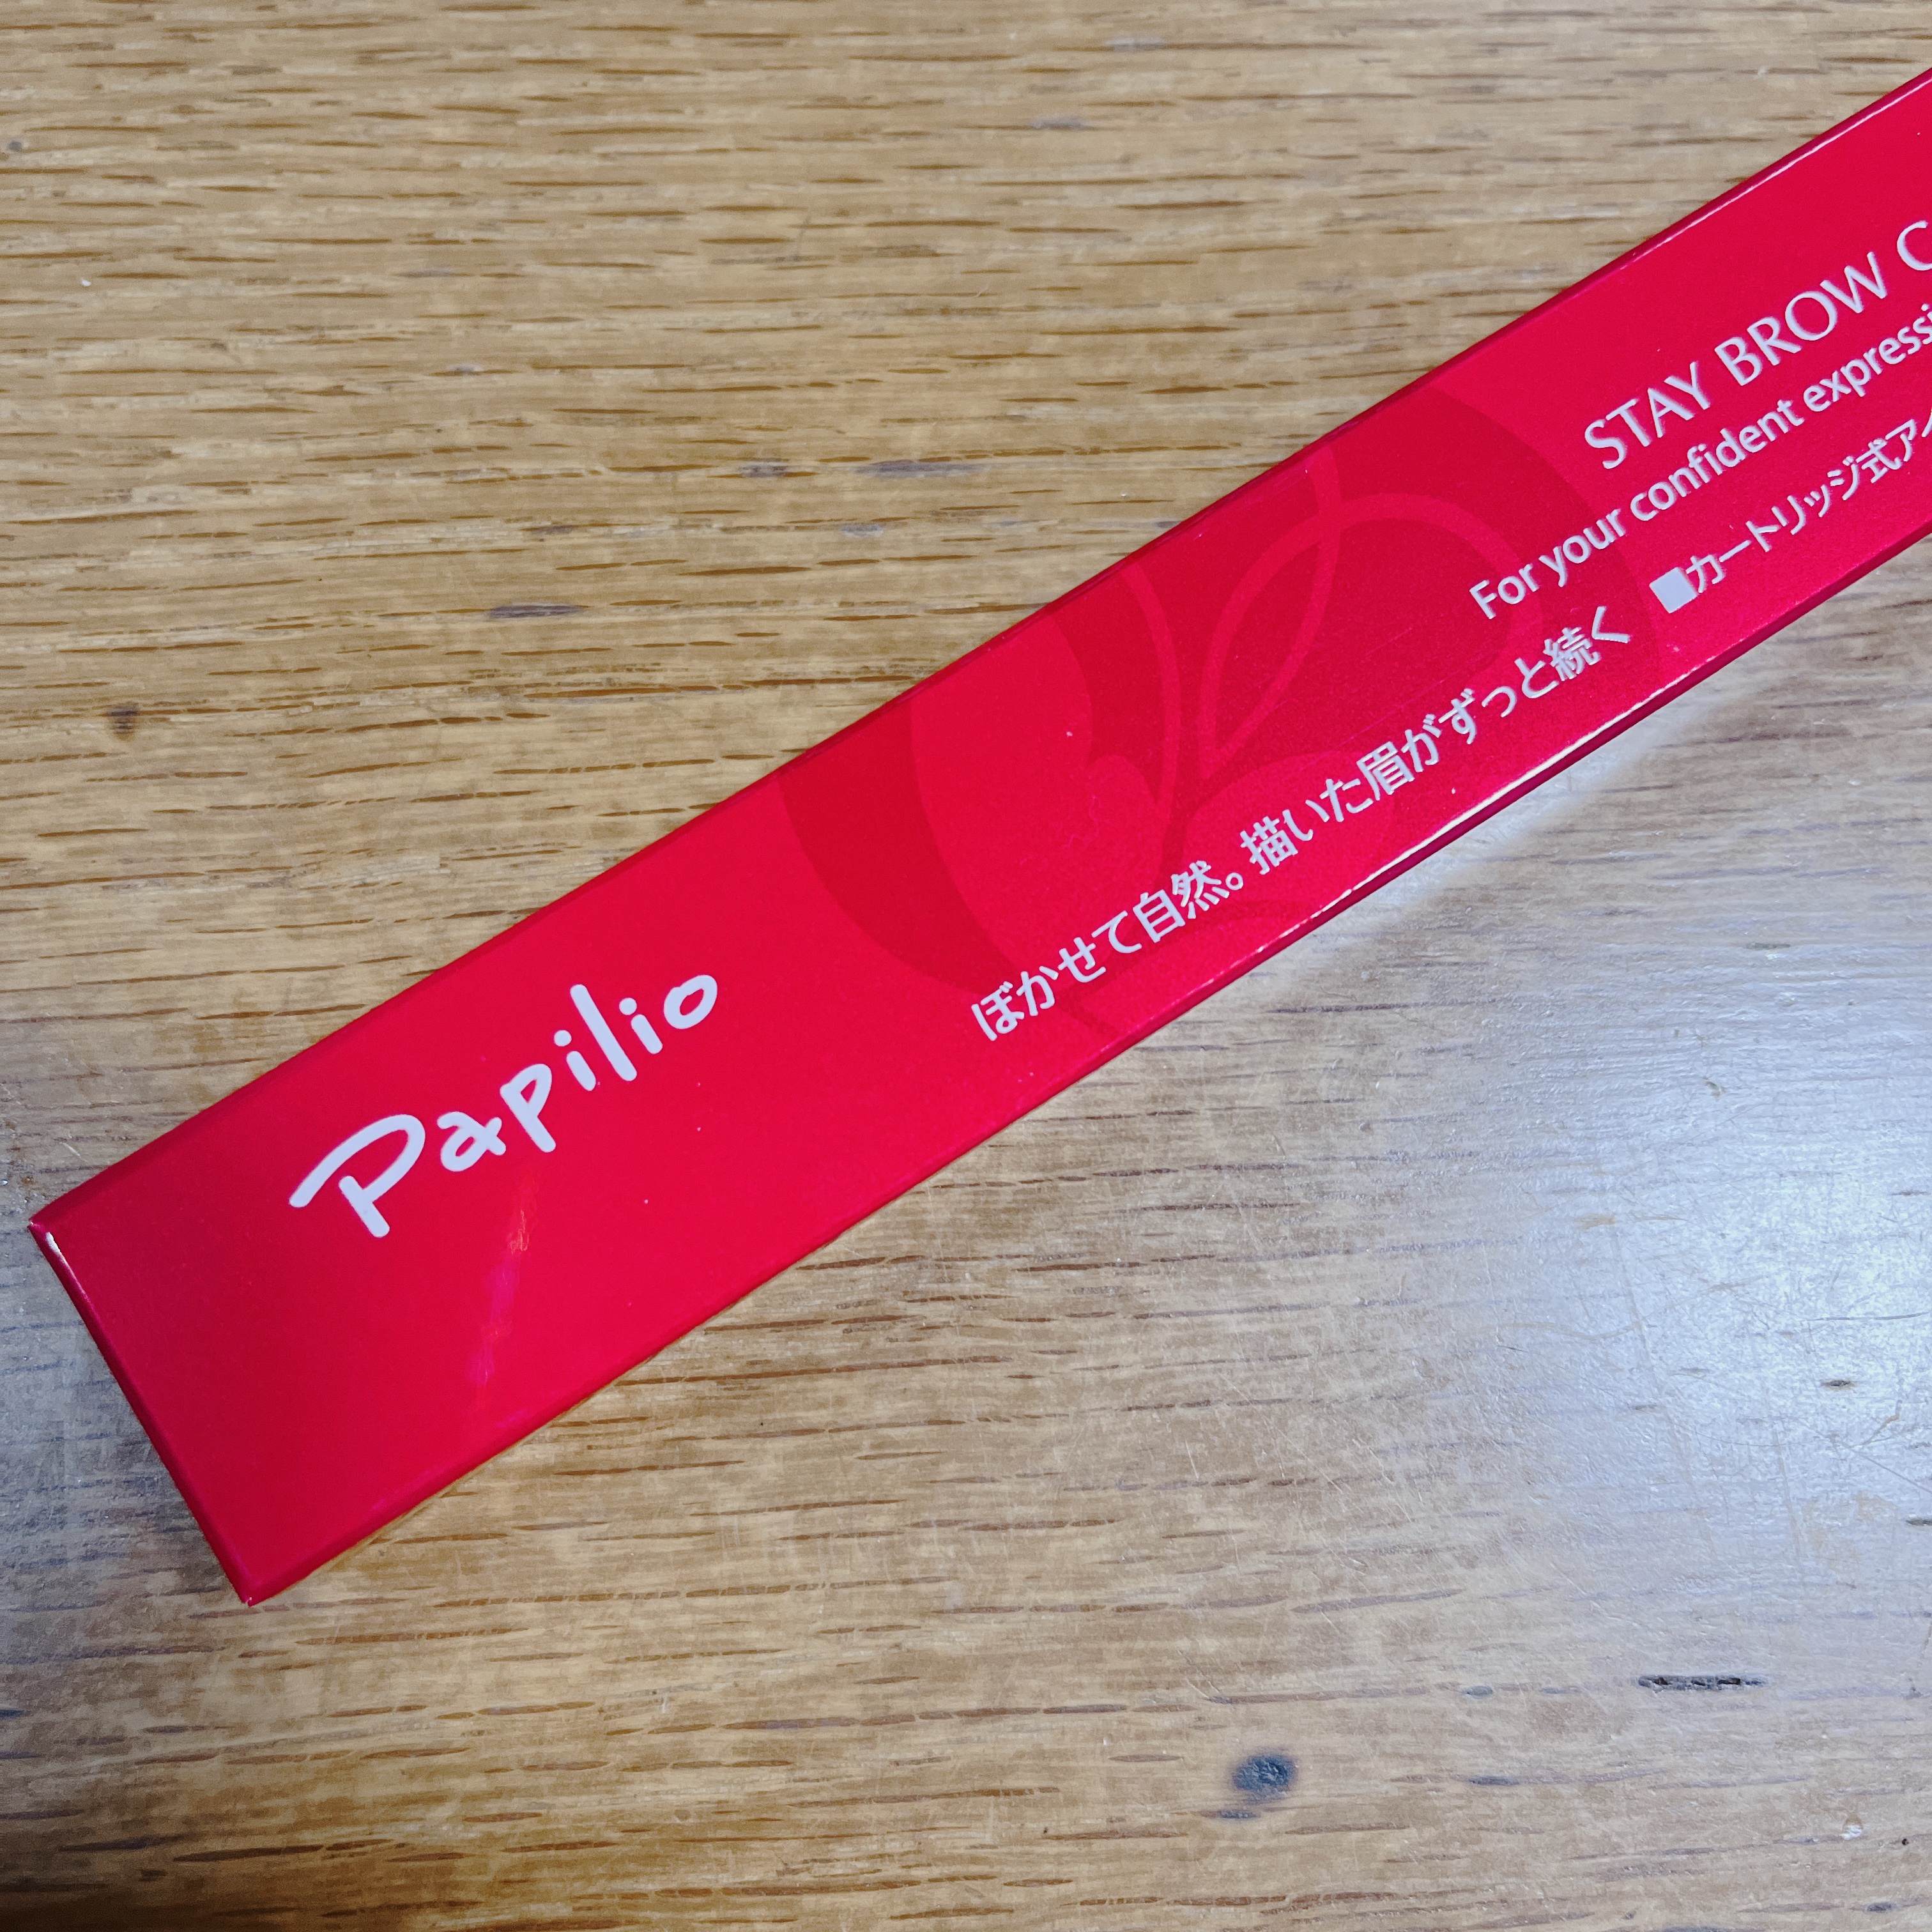 Papilio
STAY BROW
For your confident
ぼかせて自然。描いた眉がずっと続く ■カートリッジ式